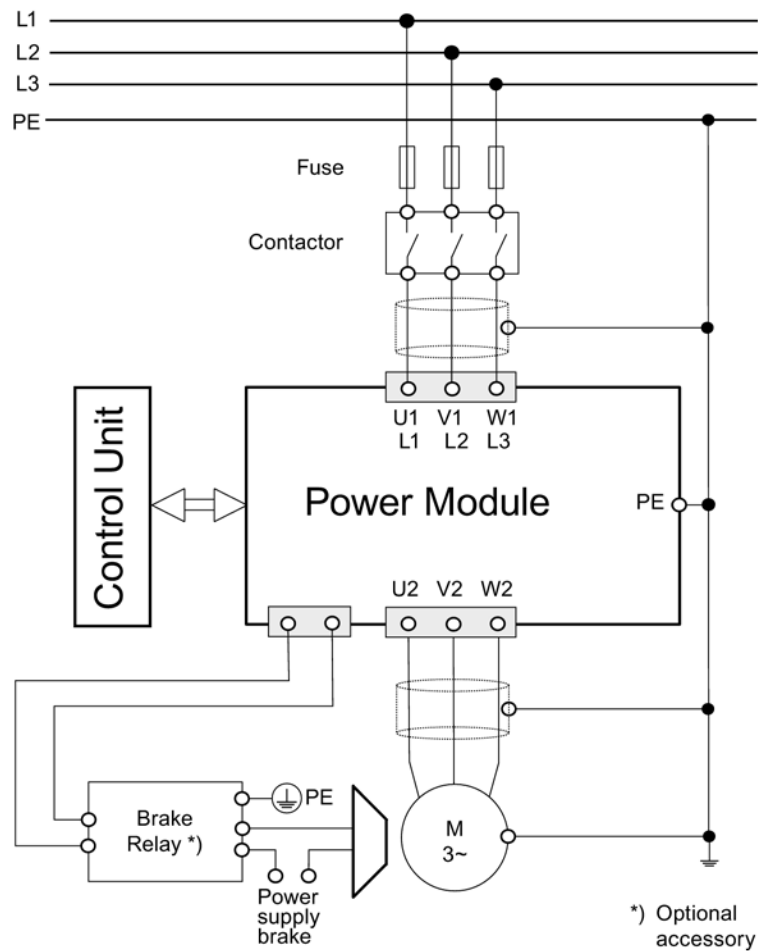 L1
L2
L3
PE
Fuse
Contactor
U1 V1 W1
L1 L2 L3
Control Unit
Power Module
PE
U2 V2 W2
Brake
Relay *)
PE
M
3~
Power
supply
brake
*) Optional
accessory